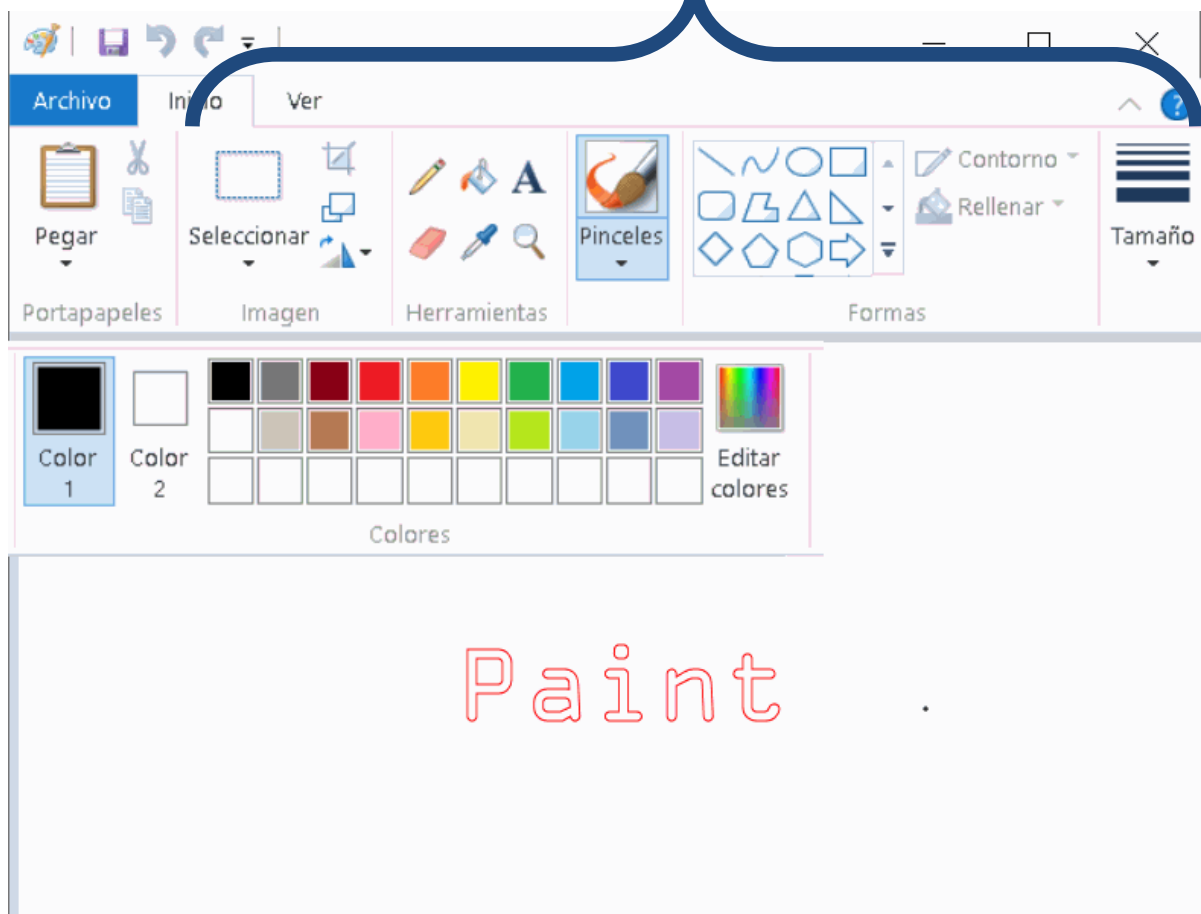 Archivo Inicio Ver
Pegar Seleccionar A Pinceles Contorno Rellenar Tamaño
Portapapeles Imagen Herramientas Formas
Color 1 Color 2 Editar colores
Colores
Paint